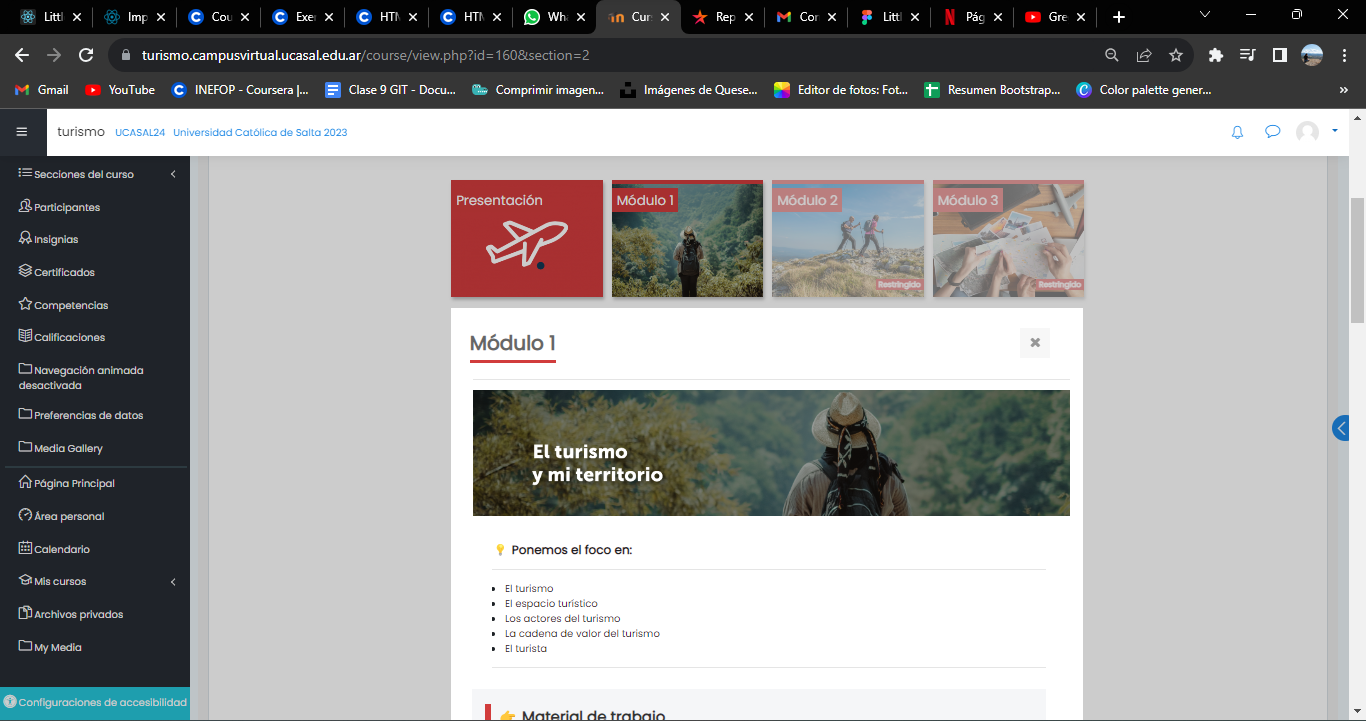 Littl
Imp
Cou
Exer
HTM
HTM
Wha
Curs
Rep
Cor
Littl
Pág
Gre
turismo.campusvirtual.ucasal.edu.ar/course/view.php?id=160&section=2
Gmail
YouTube
INEFOP - Coursera |...
Clase 9 GIT - Docu...
Comprimir imagen...
Imágenes de Quese...
Editor de fotos: Fot...
Resumen Bootstrap...
Color palette gener...
»
turismo UCASAL24 Universidad Católica de Salta 2023
Secciones del curso
Participantes
Insignias
Certificados
Competencias
Calificaciones
Navegación animada
desactivada
Preferencias de datos
Media Gallery
Página Principal
Área personal
Calendario
Mis cursos
Archivos privados
My Media
Configuraciones de accesibilidad
Presentación
Módulo 1
Módulo 2
Restringido
Módulo 3
Restringido
Módulo 1
El turismo
y mi territorio
💡 Ponemos el foco en:
• El turismo
• El espacio turístico
• Los actores del turismo
• La cadena de valor del turismo
• El turista
👉 Material de trabajo